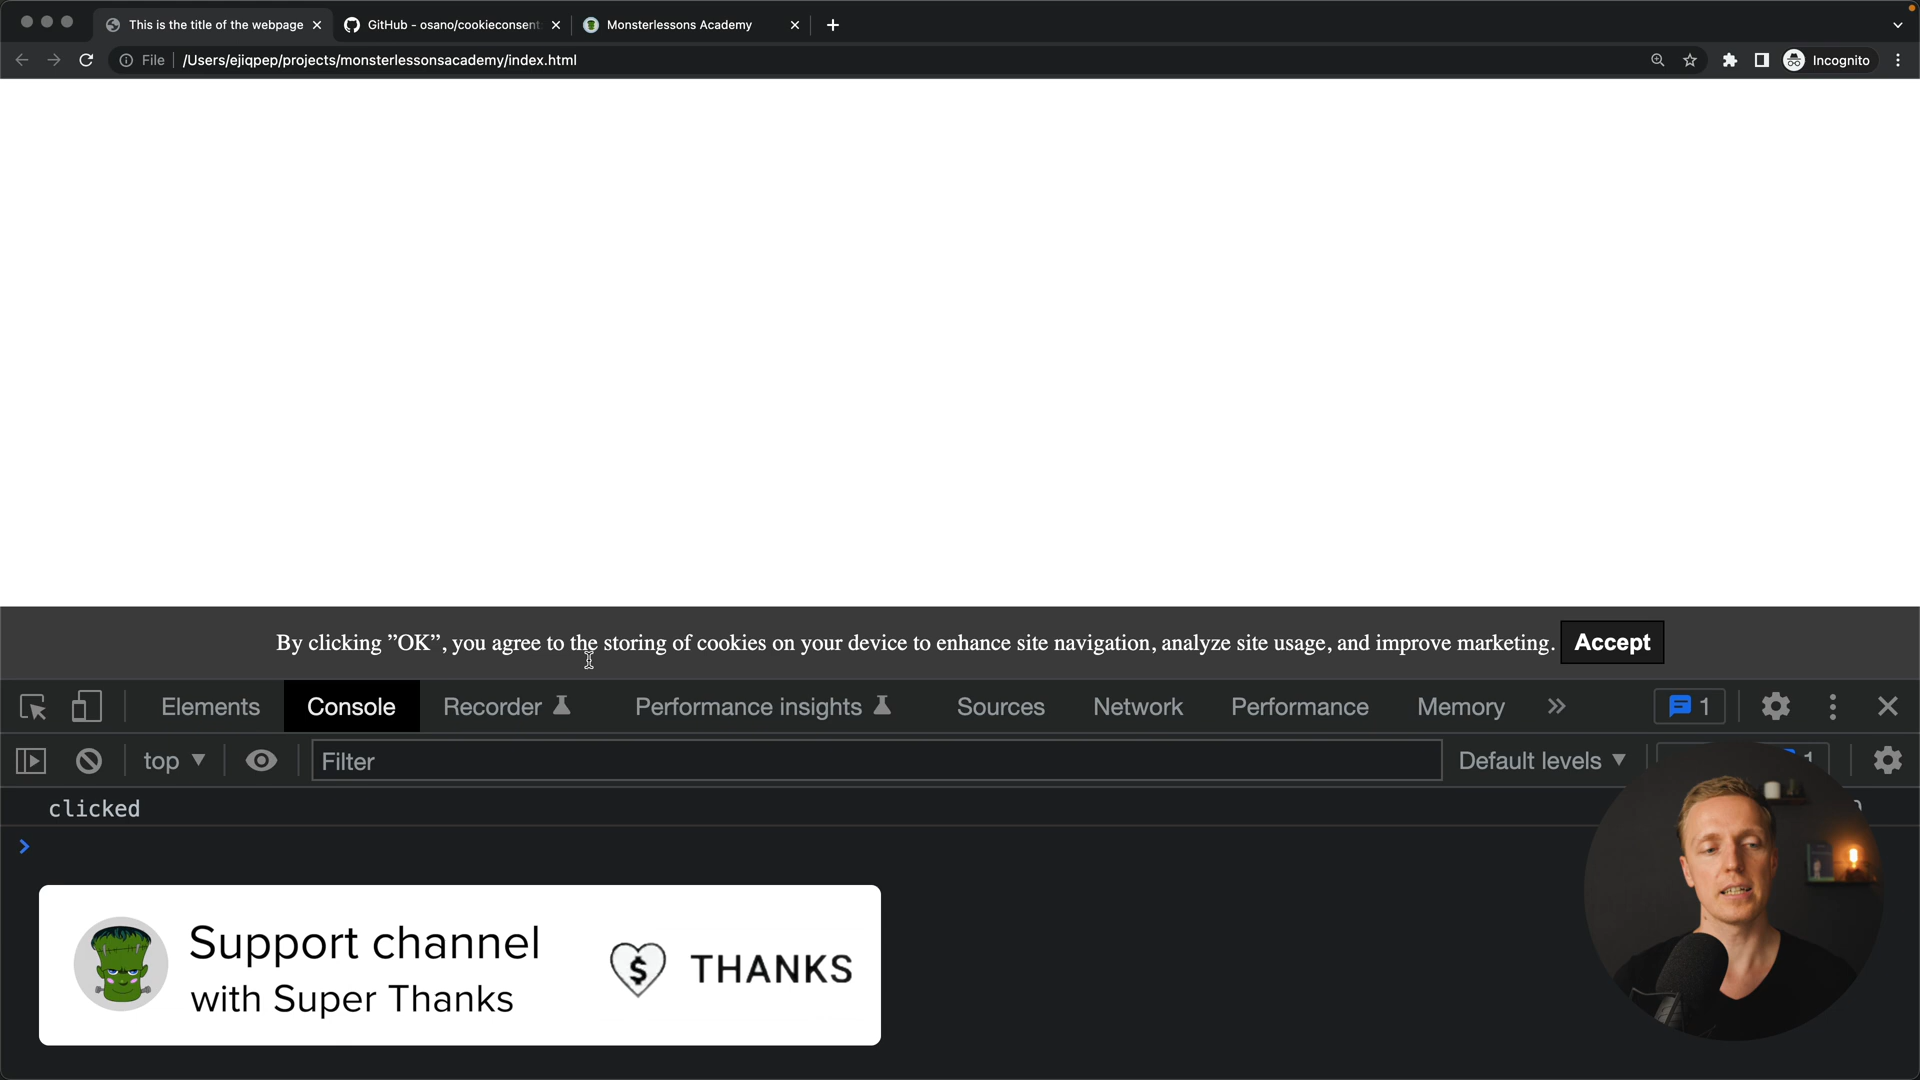 This is the title of the webpage
GitHub - osano/cookieconsent
Monsterlessons Academy
File
/Users/ejiqpep/projects/monsterlessonsacademy/index.html
Incognito
By clicking ”OK”, you agree to the storing of cookies on your device to enhance site navigation, analyze site usage, and improve marketing. Accept
Elements Console Recorder Performance insights Sources Network Performance Memory 1
top Filter Default levels 1
clicked
Support channel
with Super Thanks
$ THANKS